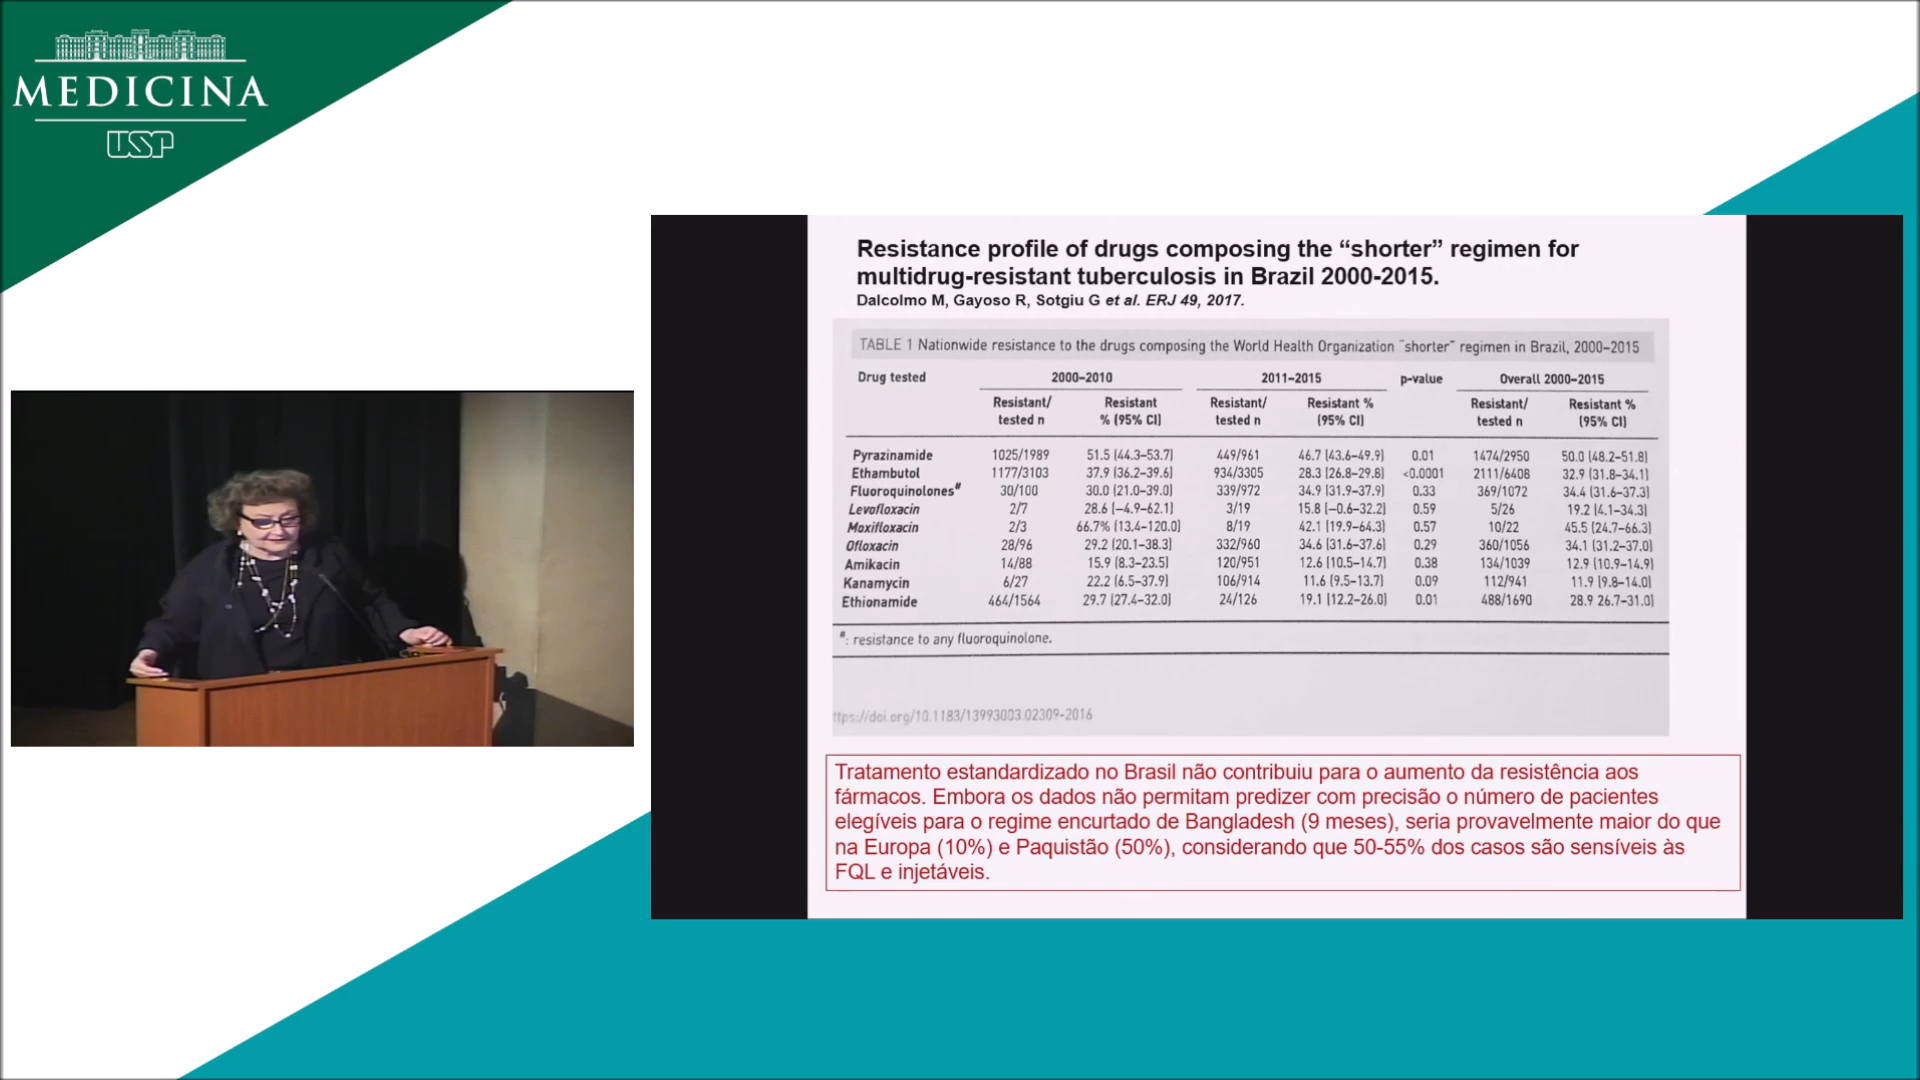 MEDICINA
USP
Resistance profile of drugs composing the “shorter” regimen for
multidrug-resistant tuberculosis in Brazil 2000-2015.
Dalcolmo M, Gayoso R, Sotgiu G et al. ERJ 49, 2017.
TABLE 1 Nationwide resistance to the drugs composing the World Health Organization “shorter” regimen in Brazil, 2000–2015
Drug tested 2000–2010 2011–2015 p-value Overall 2000–2015
Resistant/ Resistant Resistant/ Resistant % Resistant/ Resistant %
tested n % (95% CI) tested n (95% CI) tested n (95% CI)
Pyrazinamide 1025/1989 51.5 (44.3–53.7) 449/961 46.7 (43.6–49.9) 0.01 1474/2950 50.0 (48.2–51.8)
Ethambutol 1177/3103 37.9 (36.2–39.6) 934/3305 28.3 (26.8–29.8) <0.0001 2111/6408 32.9 (31.8–34.1)
Fluoroquinolones# 30/100 30.0 (21.0–39.0) 339/972 34.9 (31.9–37.9) 0.33 369/1072 34.4 (31.6–37.3)
Levofloxacin 2/7 28.6 (−4.9–62.1) 3/19 15.8 (−0.6–32.2) 0.59 5/26 19.2 (4.1–34.3)
Moxifloxacin 2/3 66.7% (13.4–120.0) 8/19 42.1 (19.9–64.3) 0.57 10/22 45.5 (24.7–66.3)
Ofloxacin 28/96 29.2 (20.1–38.3) 332/960 34.6 (31.6–37.6) 0.29 360/1056 34.1 (31.2–37.0)
Amikacin 14/88 15.9 (8.3–23.5) 120/951 12.6 (10.5–14.7) 0.38 134/1039 12.9 (10.9–14.9)
Kanamycin 6/27 22.2 (6.5–37.9) 106/914 11.6 (9.5–13.7) 0.09 112/941 11.9 (9.8–14.0)
Ethionamide 464/1564 29.7 (27.4–32.0) 24/126 19.1 (12.2–26.0) 0.01 488/1690 28.9 26.7–31.0)
#: resistance to any fluoroquinolone.
ttps://doi.org/10.1183/13993003.02309-2016
Tratamento estandardizado no Brasil não contribuiu para o aumento da resistência aos
fármacos. Embora os dados não permitam predizer com precisão o número de pacientes
elegíveis para o regime encurtado de Bangladesh (9 meses), seria provavelmente maior do que
na Europa (10%) e Paquistão (50%), considerando que 50-55% dos casos são sensíveis às
FQL e injetáveis.